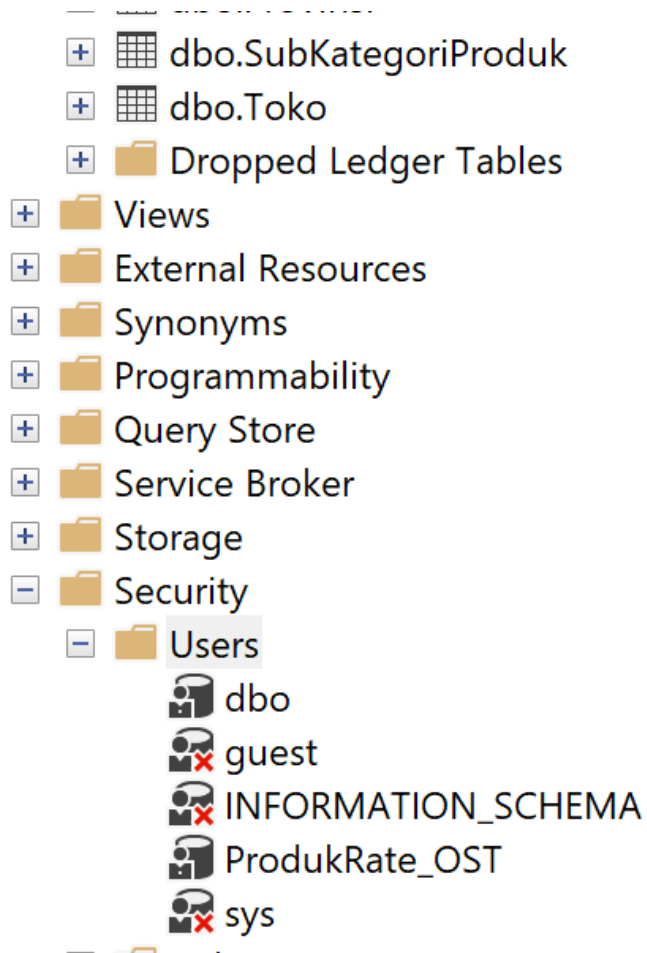 dbo.SubKategoriProduk
dbo.Toko
Dropped Ledger Tables
Views
External Resources
Synonyms
Programmability
Query Store
Service Broker
Storage
Security
Users
dbo
guest
INFORMATION_SCHEMA
ProdukRate_OST
sys